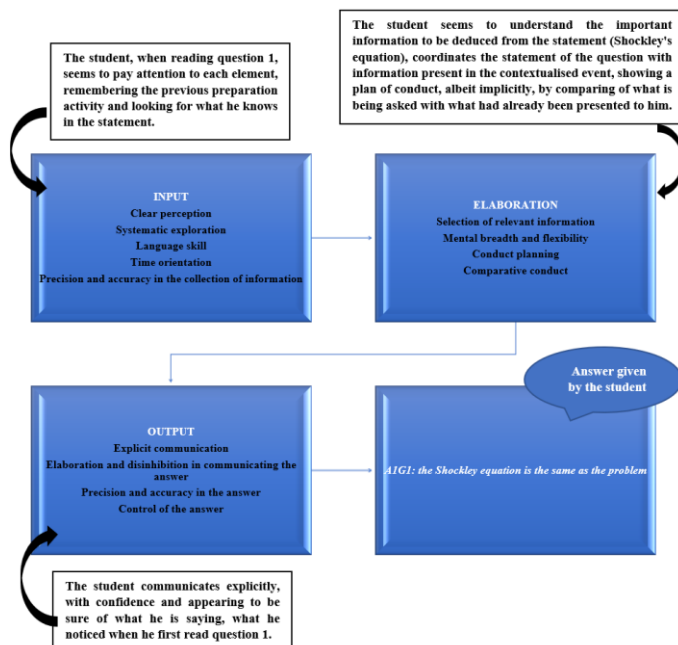 The student, when reading question 1,
seems to pay attention to each element,
remembering the previous preparation
activity and looking for what he knows
in the statement.
The student seems to understand the important
information to be deduced from the statement (Shockley's
equation), coordinates the statement of the question with
information present in the contextualised event, showing a
plan of conduct, albeit implicitly, by comparing of what is
being asked with what had already been presented to him.
INPUT
Clear perception
Systematic exploration
Language skill
Time orientation
Precision and accuracy in the collection of information
ELABORATION
Selection of relevant information
Mental breadth and flexibility
Conduct planning
Comparative conduct
Answer given
by the student
OUTPUT
Explicit communication
Elaboration and disinhibition in communicating the
answer
Precision and accuracy in the answer
Control of the answer
A1G1: the Shockley equation is the same as the problem
The student communicates explicitly,
with confidence and appearing to be
sure of what he is saying, what he
noticed when he first read question 1.